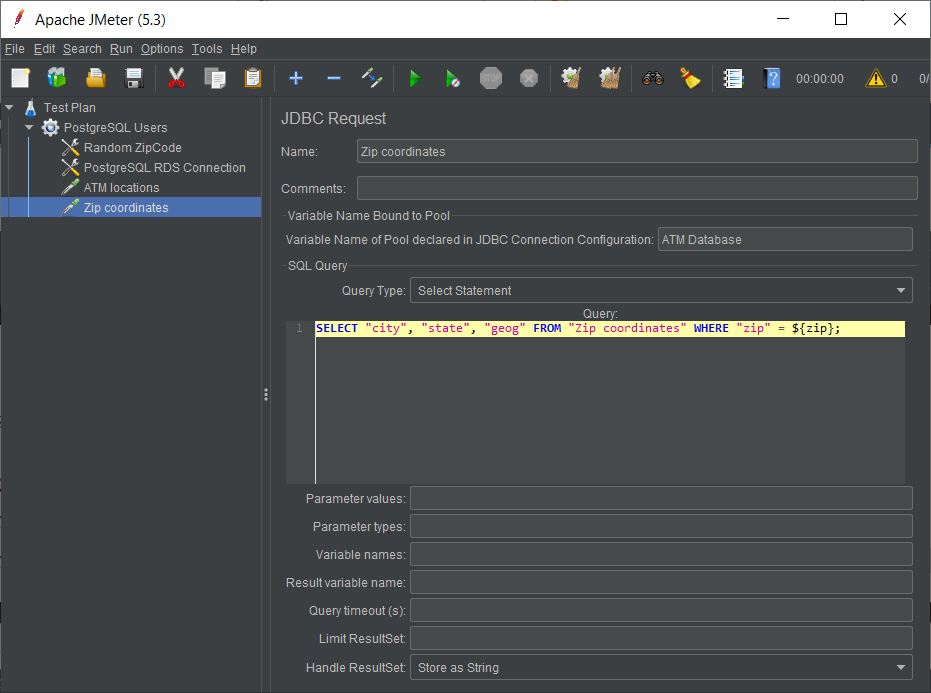 Apache JMeter (5.3)
File Edit Search Run Options Tools Help
STOP
00:00:00
0
0/
Test Plan
PostgreSQL Users
Random ZipCode
PostgreSQL RDS Connection
ATM locations
Zip coordinates
JDBC Request
Name: Zip coordinates
Comments:
Variable Name Bound to Pool
Variable Name of Pool declared in JDBC Connection Configuration: ATM Database
SQL Query
Query Type: Select Statement
Query:
1 SELECT "city", "state", "geog" FROM "Zip coordinates" WHERE "zip" = ${zip};
Parameter values:
Parameter types:
Variable names:
Result variable name:
Query timeout (s):
Limit ResultSet:
Handle ResultSet: Store as String